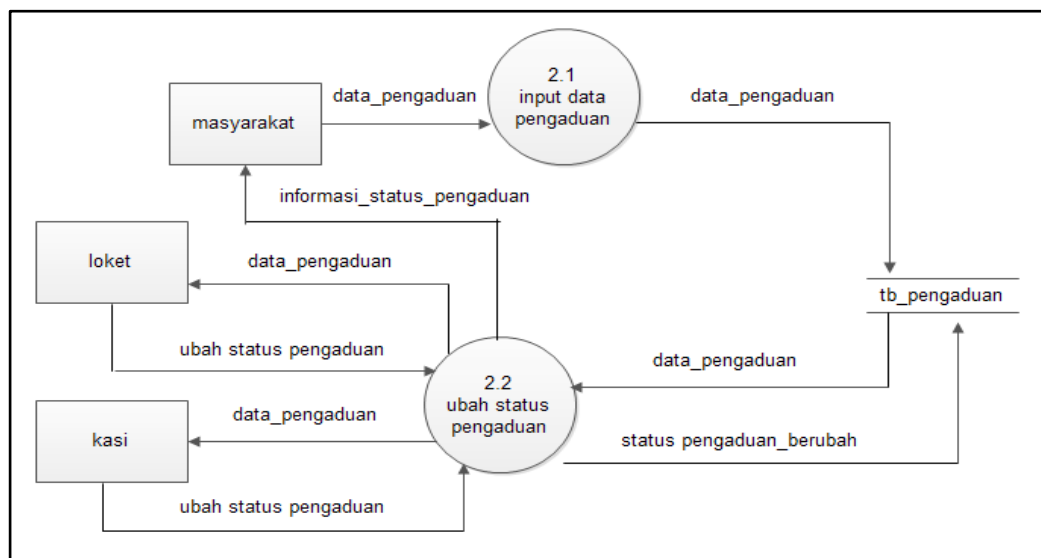 2.1
input data
pengaduan
data_pengaduan
data_pengaduan
masyarakat
informasi_status_pengaduan
loket
data_pengaduan
tb_pengaduan
ubah status pengaduan
data_pengaduan
2.2
ubah status
pengaduan
data_pengaduan
kasi
status pengaduan_berubah
ubah status pengaduan